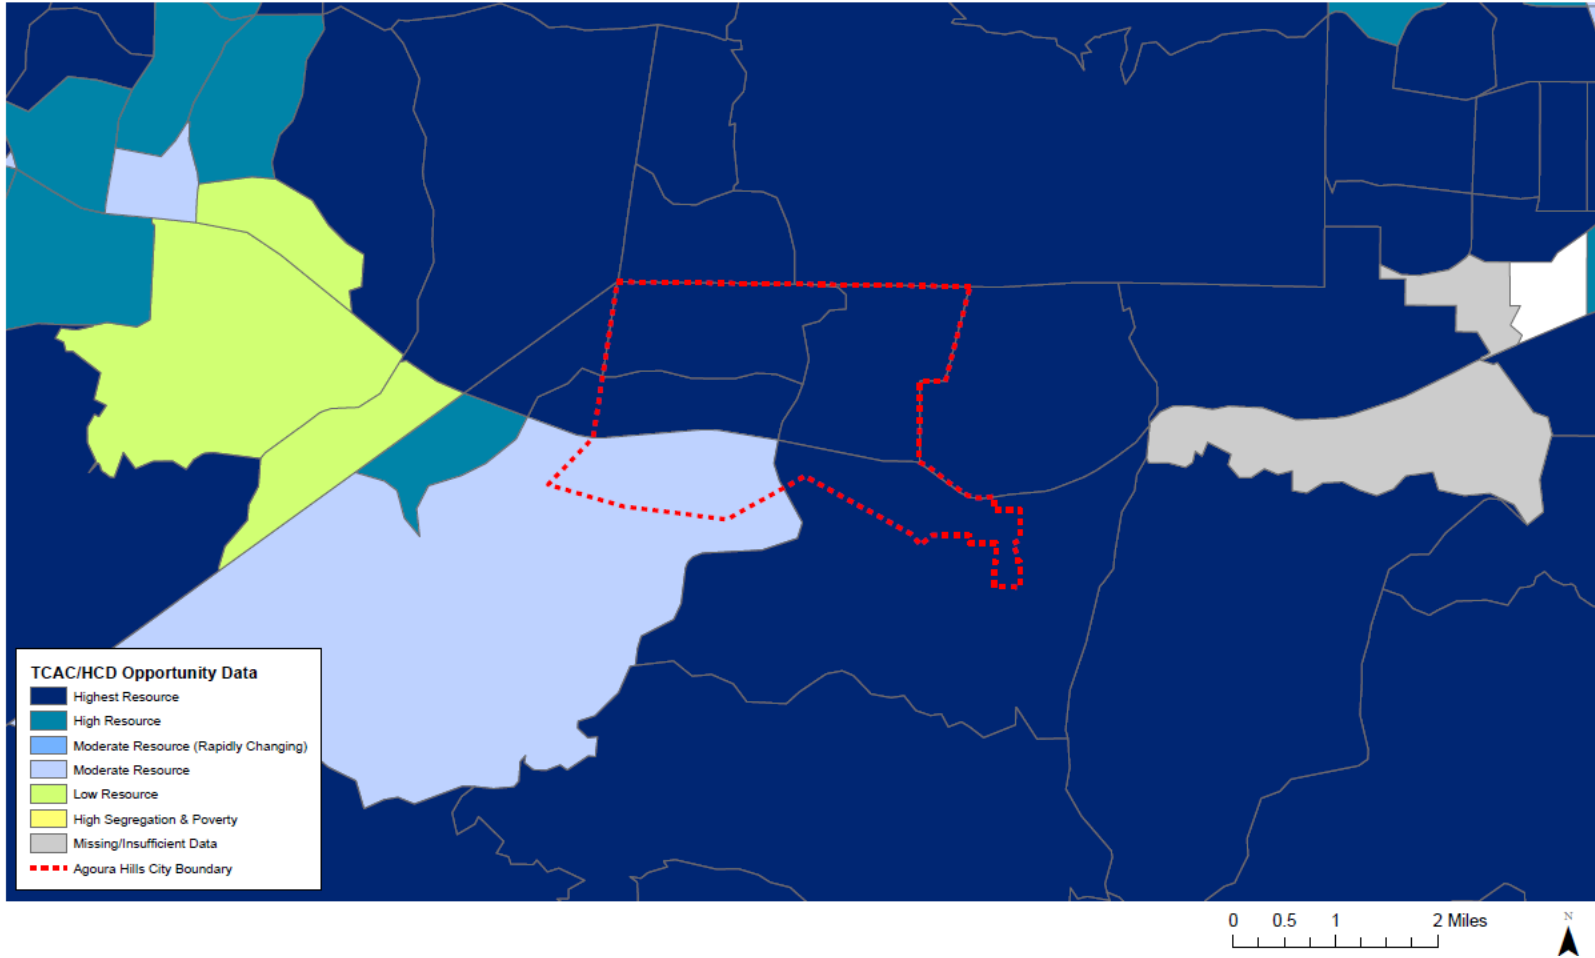 TCAC/HCD Opportunity Data
Highest Resource
High Resource
Moderate Resource (Rapidly Changing)
Moderate Resource
Low Resource
High Segregation & Poverty
Missing/Insufficient Data
Agoura Hills City Boundary
0 0.5 1 2 Miles
N